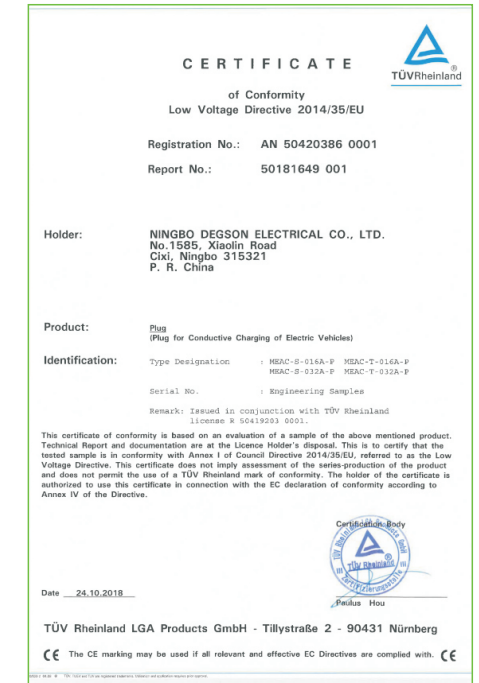 CERTIFICATE
TÜVRheinland®
of Conformity
Low Voltage Directive 2014/35/EU
Registration No.: AN 50420386 0001
Report No.: 50181649 001
Holder: NINGBO DEGSON ELECTRICAL CO., LTD.
No.1585, Xiaolin Road
Cixi, Ningbo 315321
P. R. China
Product: Plug
(Plug for Conductive Charging of Electric Vehicles)
Identification: Type Designation : MEAC-S-016A-P MEAC-T-016A-P
MEAC-S-032A-P MEAC-T-032A-P
Serial No. : Engineering Samples
Remark: Issued in conjunction with TÜV Rheinland
license R 50419203 0001.
This certificate of conformity is based on an evaluation of a sample of the above mentioned product.
Technical Report and documentation are at the Licence Holder's disposal. This is to certify that the
tested sample is in conformity with Annex I of Council Directive 2014/35/EU, referred to as the Low
Voltage Directive. This certificate does not imply assessment of the series-production of the product
and does not permit the use of a TÜV Rheinland mark of conformity. The holder of the certificate is
authorized to use this certificate in connection with the EC declaration of conformity according to
Annex IV of the Directive.
Certification Body
TÜV Rheinland
Zertifizierungsstelle
Date 24.10.2018
Paulus Hou
TÜV Rheinland LGA Products GmbH - Tillystraße 2 - 90431 Nürnberg
CE The CE marking may be used if all relevant and effective EC Directives are complied with. CE